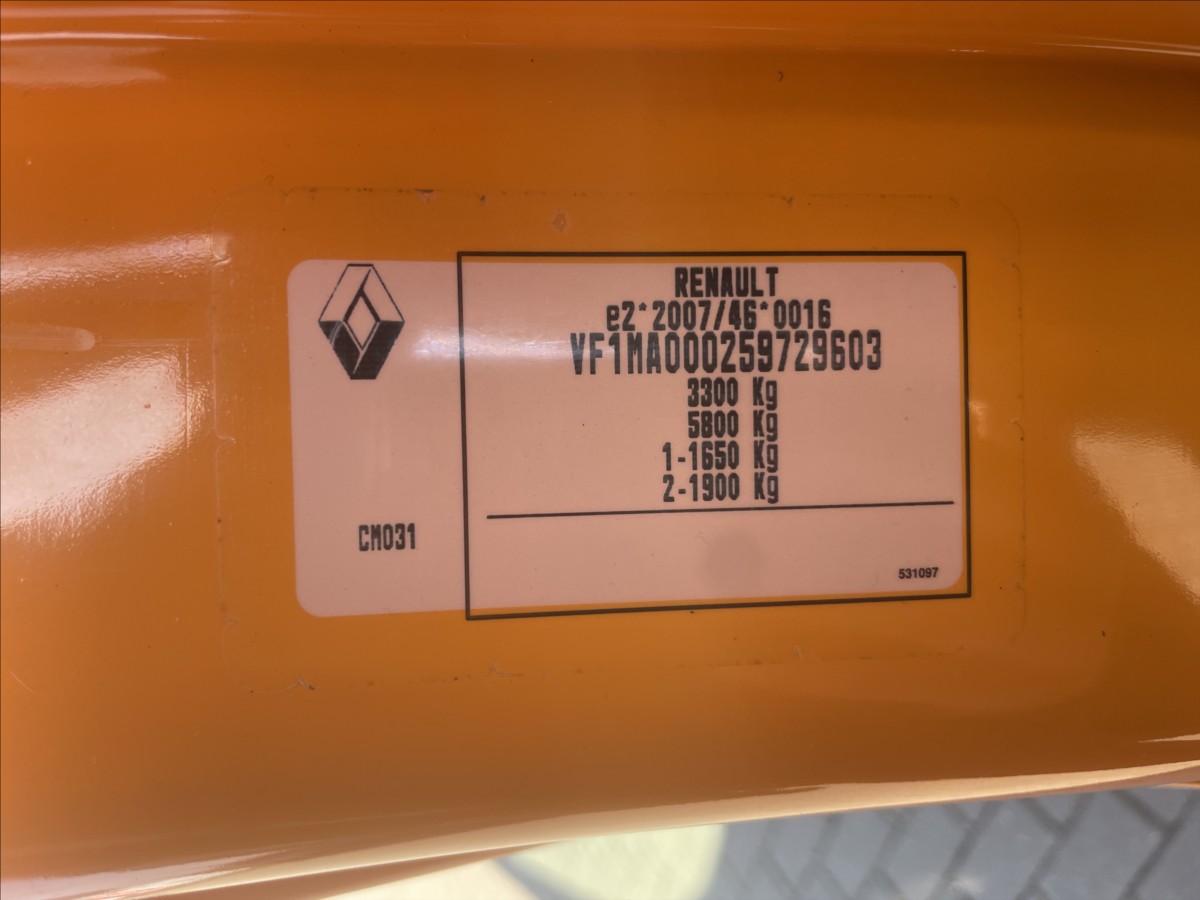 RENAULT
e2*2007/46*0016
VF1MA000259729603
3300 Kg
5800 Kg
1-1650 Kg
2-1900 Kg
CM031
531097